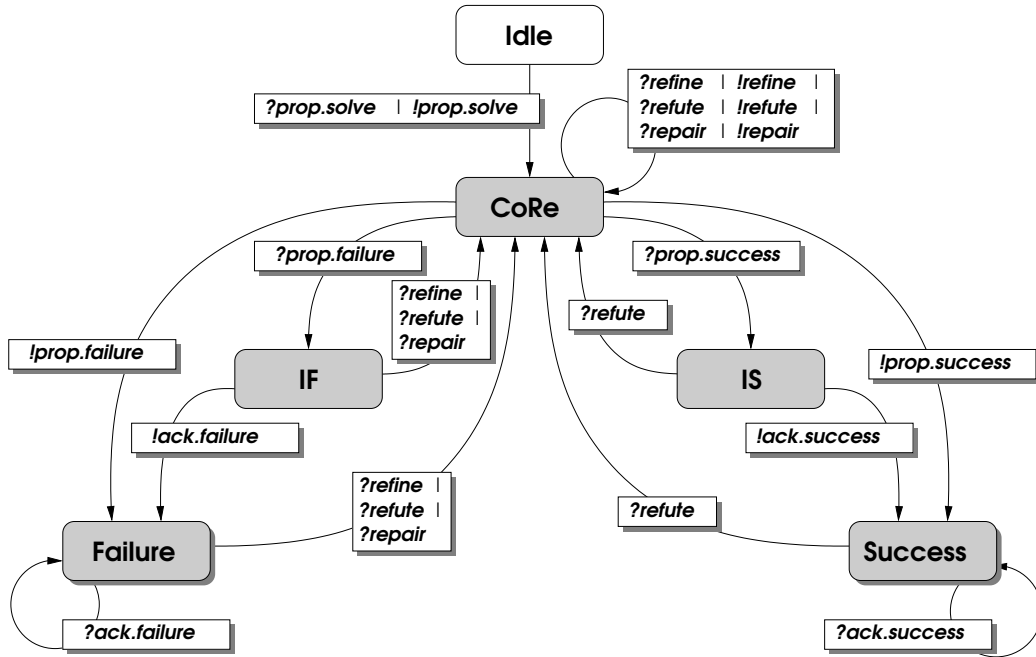 Idle
?prop.solve | !prop.solve
?refine | !refine |
?refute | !refute |
?repair | !repair
CoRe
?prop.failure
?prop.success
?refine |
?refute |
?repair
?refute
!prop.failure
!prop.success
IF
IS
!ack.failure
!ack.success
?refine |
?refute |
?repair
?refute
Failure
Success
?ack.failure
?ack.success